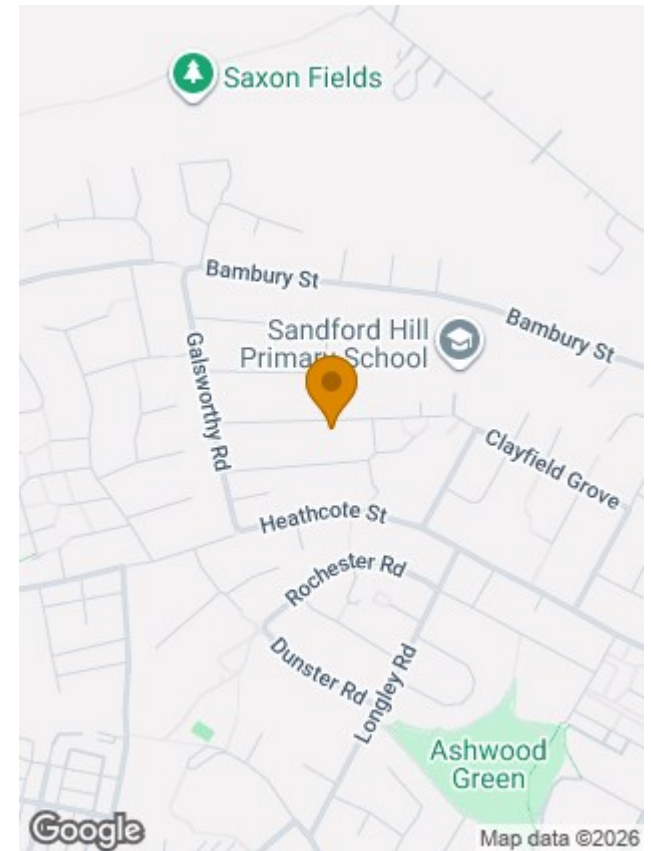 Saxon Fields
Bambury St
Sandford Hill
Primary School
Bambury St
Galsworthy Rd
Clayfield Grove
Heathcote St
Rochester Rd
Dunster Rd
Longley Rd
Ashwood
Green
Google
Map data ©2026